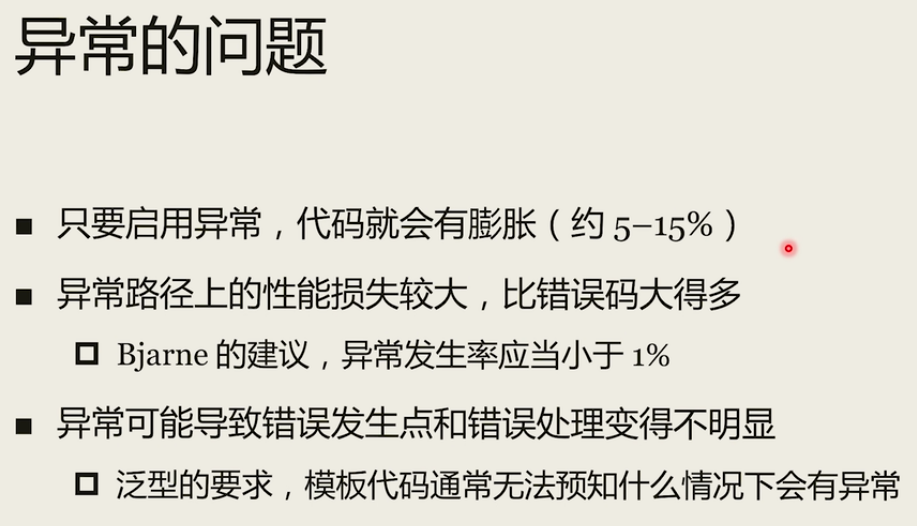 异常的问题
■ 只要启用异常，代码就会有膨胀（约 5–15%）
■ 异常路径上的性能损失较大，比错误码大得多
Bjarne 的建议，异常发生率应当小于 1%
■ 异常可能导致错误发生点和错误处理变得不明显
泛型的要求，模板代码通常无法预知什么情况下会有异常